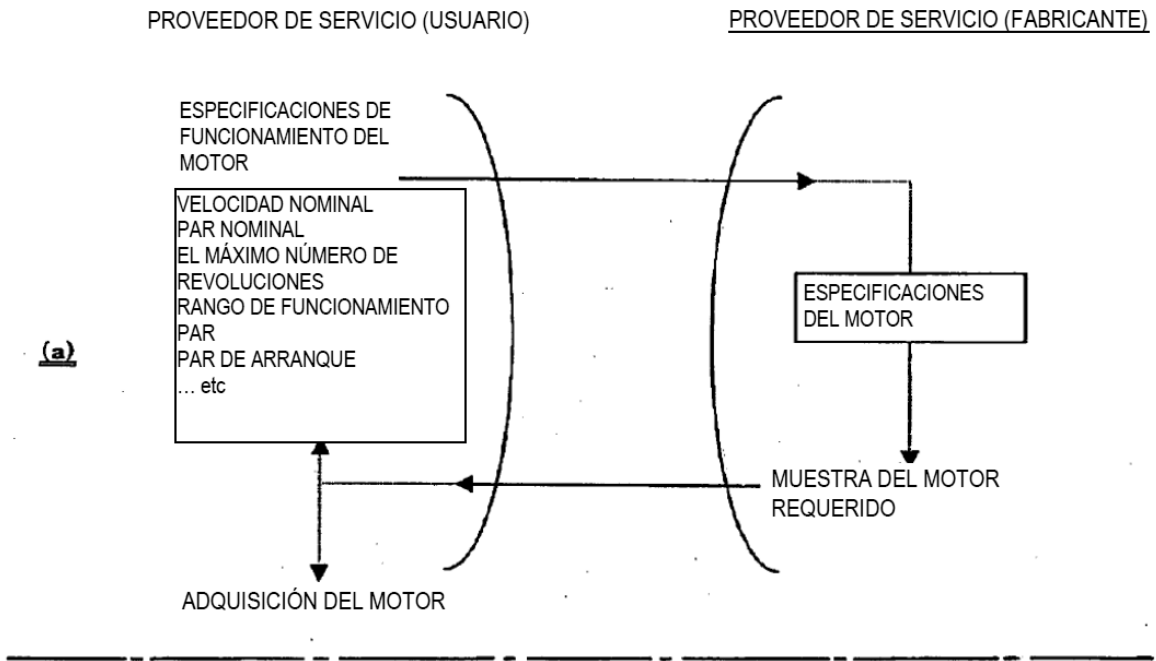 PROVEEDOR DE SERVICIO (USUARIO)
PROVEEDOR DE SERVICIO (FABRICANTE)
ESPECIFICACIONES DE
FUNCIONAMIENTO DEL
MOTOR
VELOCIDAD NOMINAL
PAR NOMINAL
EL MÁXIMO NÚMERO DE
REVOLUCIONES
RANGO DE FUNCIONAMIENTO
PAR
PAR DE ARRANQUE
... etc
ESPECIFICACIONES
DEL MOTOR
(a)
MUESTRA DEL MOTOR
REQUERIDO
ADQUISICIÓN DEL MOTOR